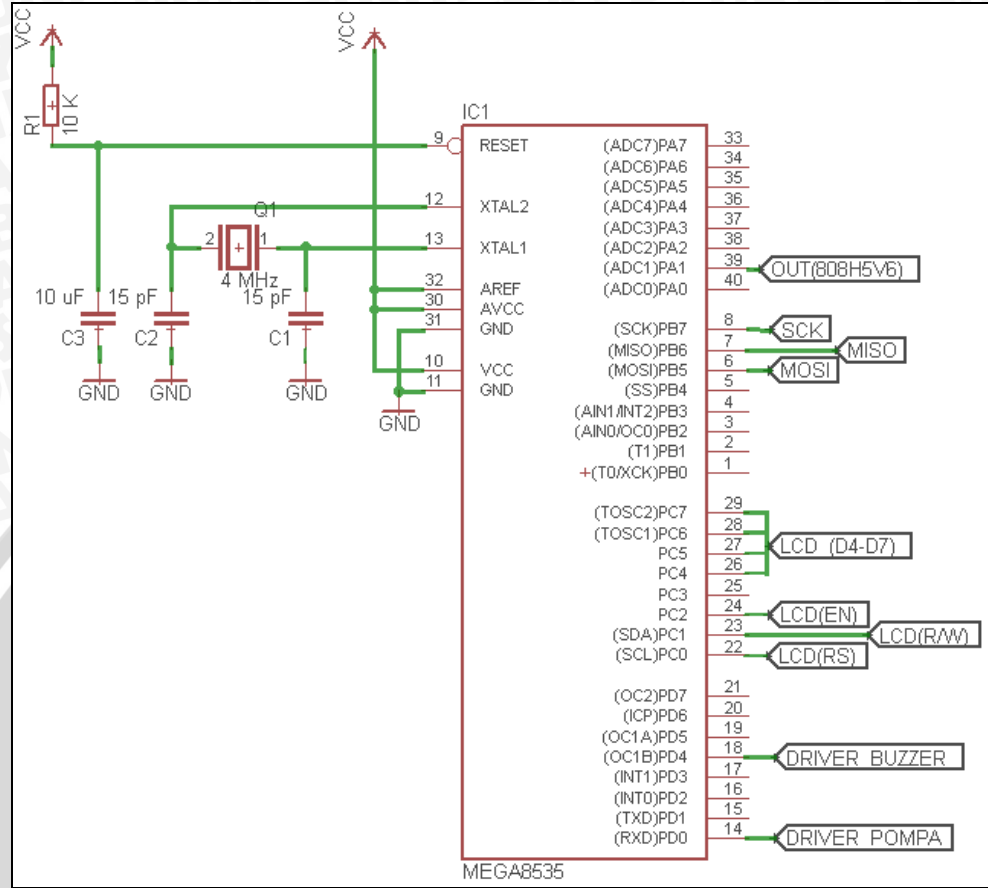 VCC
VCC
R1
10 K
IC1
9
RESET
12
XTAL2
Q1
2
1
13
XTAL1
4 MHz
10 uF
15 pF
15 pF
C3
C2
C1
GND
GND
GND
32
AREF
30
AVCC
31
GND
10
VCC
11
GND
GND
(ADC7)PA7
33
(ADC6)PA6
34
(ADC5)PA5
35
(ADC4)PA4
36
(ADC3)PA3
37
(ADC2)PA2
38
(ADC1)PA1
39
OUT(808H5V6)
(ADC0)PA0
40
(SCK)PB7
8
SCK
(MISO)PB6
7
MISO
(MOSI)PB5
6
MOSI
(SS)PB4
5
(AIN1/INT2)PB3
4
(AIN0/OC0)PB2
3
(T1)PB1
2
+(T0/XCK)PB0
1
(TOSC2)PC7
29
(TOSC1)PC6
28
PC5
27
LCD (D4-D7)
PC4
26
PC3
25
PC2
24
LCD(EN)
(SDA)PC1
23
LCD(R/W)
(SCL)PC0
22
LCD(RS)
(OC2)PD7
21
(ICP)PD6
20
(OC1A)PD5
19
(OC1B)PD4
18
DRIVER BUZZER
(INT1)PD3
17
(INT0)PD2
16
(TXD)PD1
15
(RXD)PD0
14
DRIVER POMPA
MEGA8535